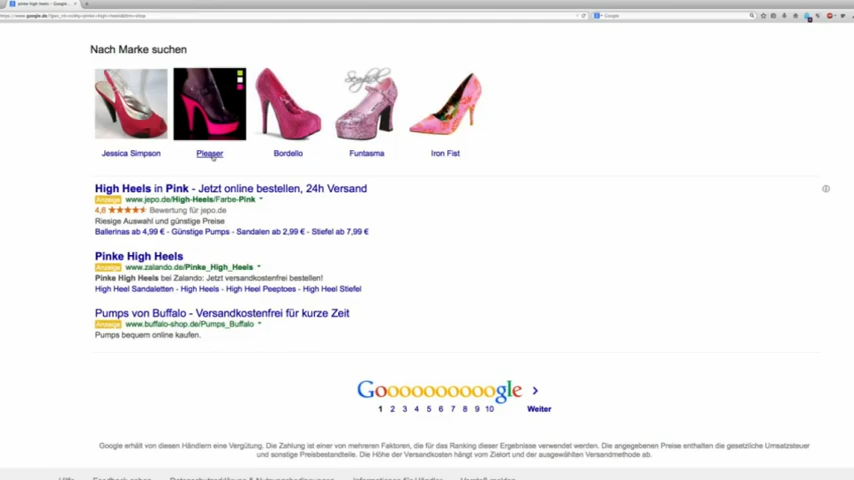 pinke high heels - Google
Google
Nach Marke suchen
Jessica Simpson
Pleaser
Bordello
Funtasma
Iron Fist
High Heels in Pink - Jetzt online bestellen, 24h Versand
Anzeige www.jepo.de/High-Heels/Farbe-Pink
4,6 ★★★★★ Bewertung für jepo.de
Riesige Auswahl und günstige Preise
Ballerinas ab 4,99 € - Günstige Pumps - Sandalen ab 2,99 € - Stiefel ab 7,99 €
Pinke High Heels
Anzeige www.zalando.de/Pinke_High_Heels
Pinke High Heels bei Zalando: Jetzt versandkostenfrei bestellen!
High Heel Sandaletten - High Heels - High Heel Peeptoes - High Heel Stiefel
Pumps von Buffalo - Versandkostenfrei für kurze Zeit
Anzeige www.buffalo-shop.de/Pumps_Buffalo
Pumps bequem online kaufen.
Goooooooooogle >
1 2 3 4 5 6 7 8 9 10 Weiter
Google erhält von diesen Händlern eine Vergütung. Die Zahlung ist einer von mehreren Faktoren, die für das Ranking dieser Ergebnisse verwendet werden. Die angegebenen Preise enthalten die gesetzliche Umsatzsteuer
und sonstige Preisbestandteile. Die Höhe der Versandkosten hängt vom Zielort und der ausgewählten Versandmethode ab.